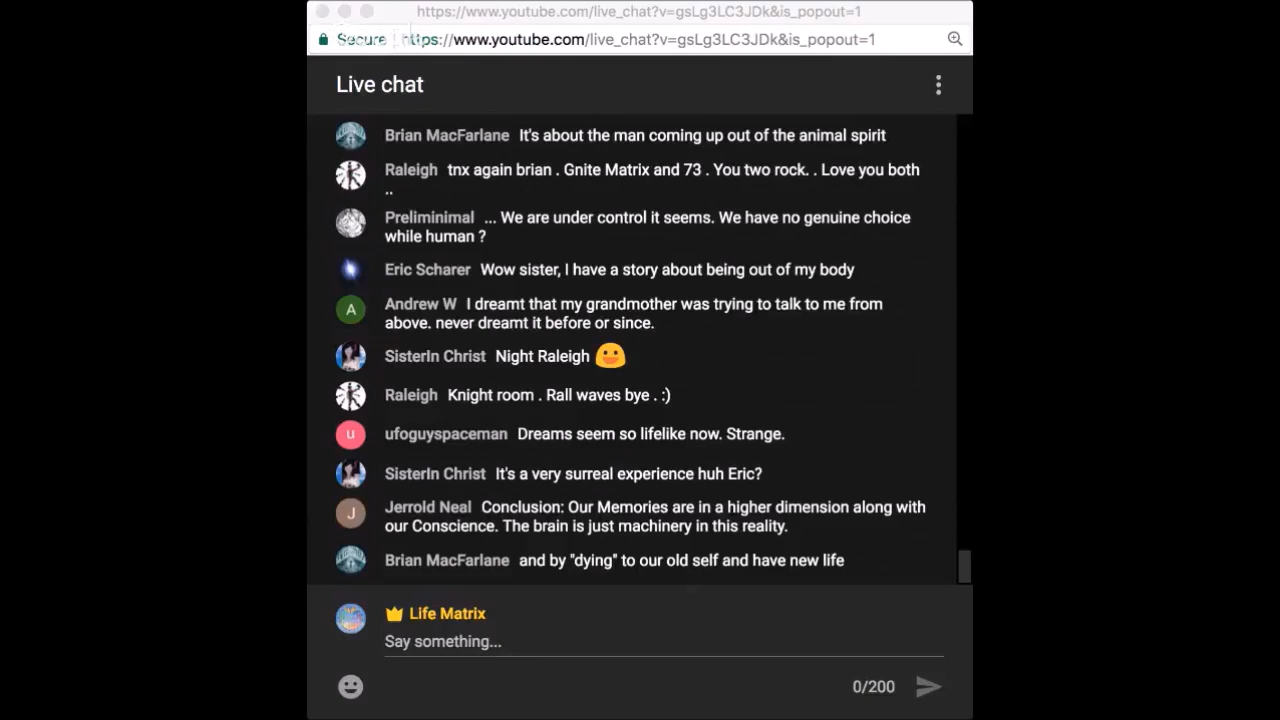 https://www.youtube.com/live_chat?v=gsLg3LC3JDk&is_popout=1
Secure https://www.youtube.com/live_chat?v=gsLg3LC3JDk&is_popout=1
Live chat
Brian MacFarlane It's about the man coming up out of the animal spirit
Raleigh tnx again brian . Gnite Matrix and 73 . You two rock. . Love you both
..
Preliminimal ... We are under control it seems. We have no genuine choice
while human ?
Eric Scharer Wow sister, I have a story about being out of my body
A Andrew W I dreamt that my grandmother was trying to talk to me from
above. never dreamt it before or since.
SisterIn Christ Night Raleigh
Raleigh Knight room . Rall waves bye . :)
u ufoguyspaceman Dreams seem so lifelike now. Strange.
SisterIn Christ It's a very surreal experience huh Eric?
J Jerrold Neal Conclusion: Our Memories are in a higher dimension along with
our Conscience. The brain is just machinery in this reality.
Brian MacFarlane and by "dying" to our old self and have new life
Life Matrix
Say something...
0/200